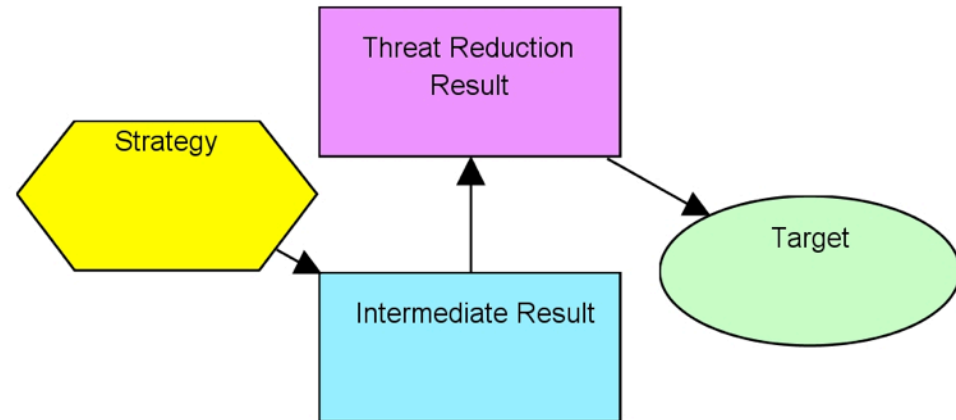 Threat Reduction
Result
Strategy
Target
Intermediate Result